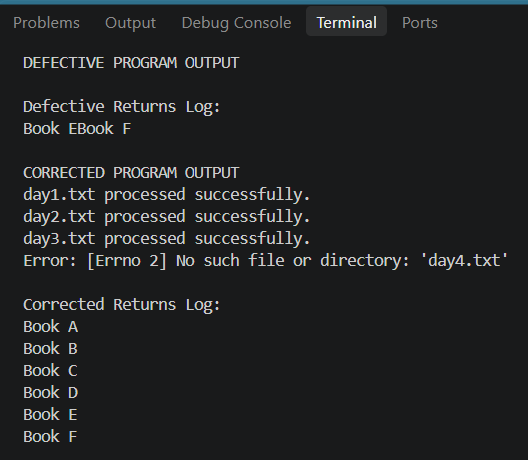 Problems Output Debug Console Terminal Ports
DEFECTIVE PROGRAM OUTPUT
Defective Returns Log:
Book EBook F
CORRECTED PROGRAM OUTPUT
day1.txt processed successfully.
day2.txt processed successfully.
day3.txt processed successfully.
Error: [Errno 2] No such file or directory: 'day4.txt'
Corrected Returns Log:
Book A
Book B
Book C
Book D
Book E
Book F